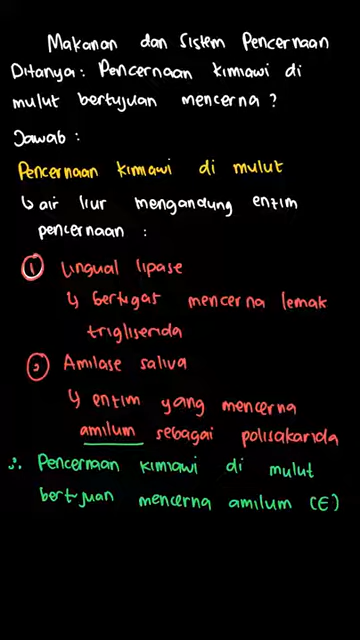 Makanan dan Sistem Pencernaan
Ditanya : Pencernaan kimiawi di
mulut bertujuan mencerna ?
Jawab :
Pencernaan kimiawi di mulut
↳ air liur mengandung enzim
pencernaan :
① Lingual lipase
↳ bertugas mencerna lemak
trigliserida
② Amilase saliva
↳ enzim yang mencerna
amilum sebagai polisakarida
∴ Pencernaan kimiawi di mulut
bertujuan mencerna amilum (E)